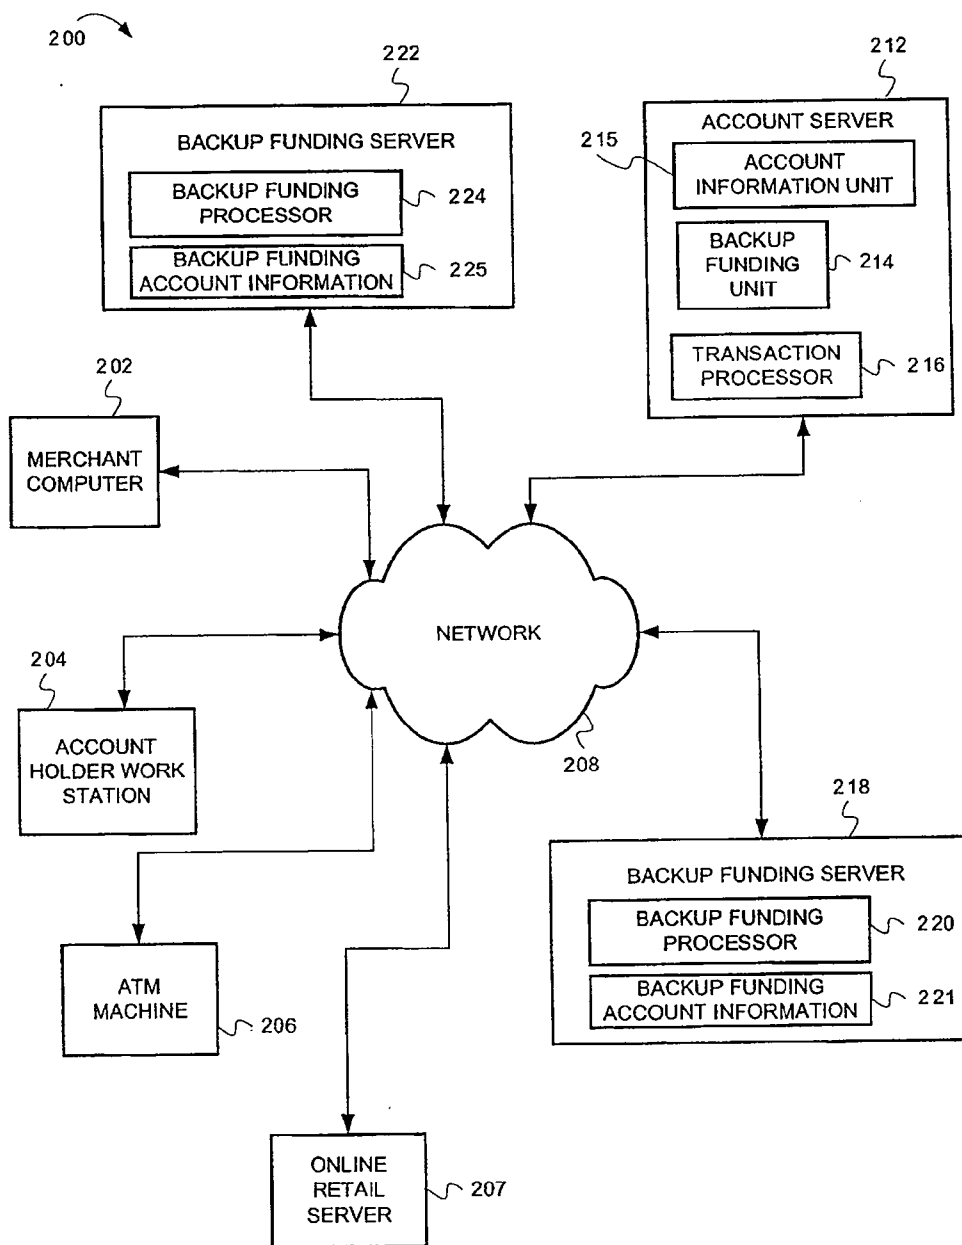 200
222
BACKUP FUNDING SERVER
BACKUP FUNDING
PROCESSOR
224
BACKUP FUNDING
ACCOUNT INFORMATION
225
212
ACCOUNT SERVER
215
ACCOUNT
INFORMATION UNIT
BACKUP
FUNDING
UNIT
214
TRANSACTION
PROCESSOR
216
202
MERCHANT
COMPUTER
NETWORK
208
204
ACCOUNT
HOLDER WORK
STATION
218
BACKUP FUNDING SERVER
BACKUP FUNDING
PROCESSOR
220
BACKUP FUNDING
ACCOUNT INFORMATION
221
ATM
MACHINE
206
ONLINE
RETAIL
SERVER
207